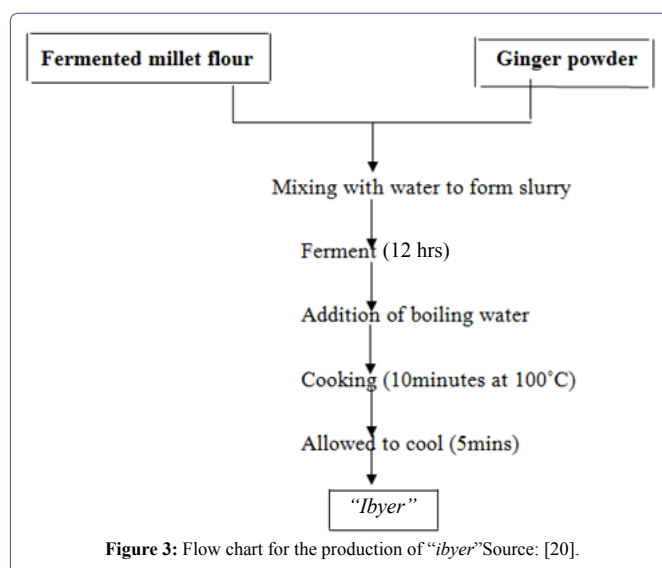 Fermented millet flour
Ginger powder
Mixing with water to form slurry
Ferment (12 hrs)
Addition of boiling water
Cooking (10minutes at 100˚C)
Allowed to cool (5mins)
“Ibyer”
Figure 3: Flow chart for the production of “ibyer”Source: [20].